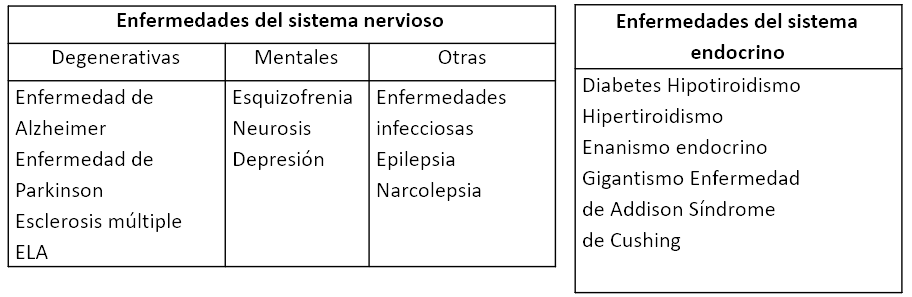 Enfermedades del sistema nervioso
Degenerativas
Mentales
Otras
Enfermedad de
Alzheimer
Enfermedad de
Parkinson
Esclerosis múltiple
ELA
Esquizofrenia
Neurosis
Depresión
Enfermedades
infecciosas
Epilepsia
Narcolepsia
Enfermedades del sistema
endocrino
Diabetes Hipotiroidismo
Hipertiroidismo
Enanismo endocrino
Gigantismo Enfermedad
de Addison Síndrome
de Cushing